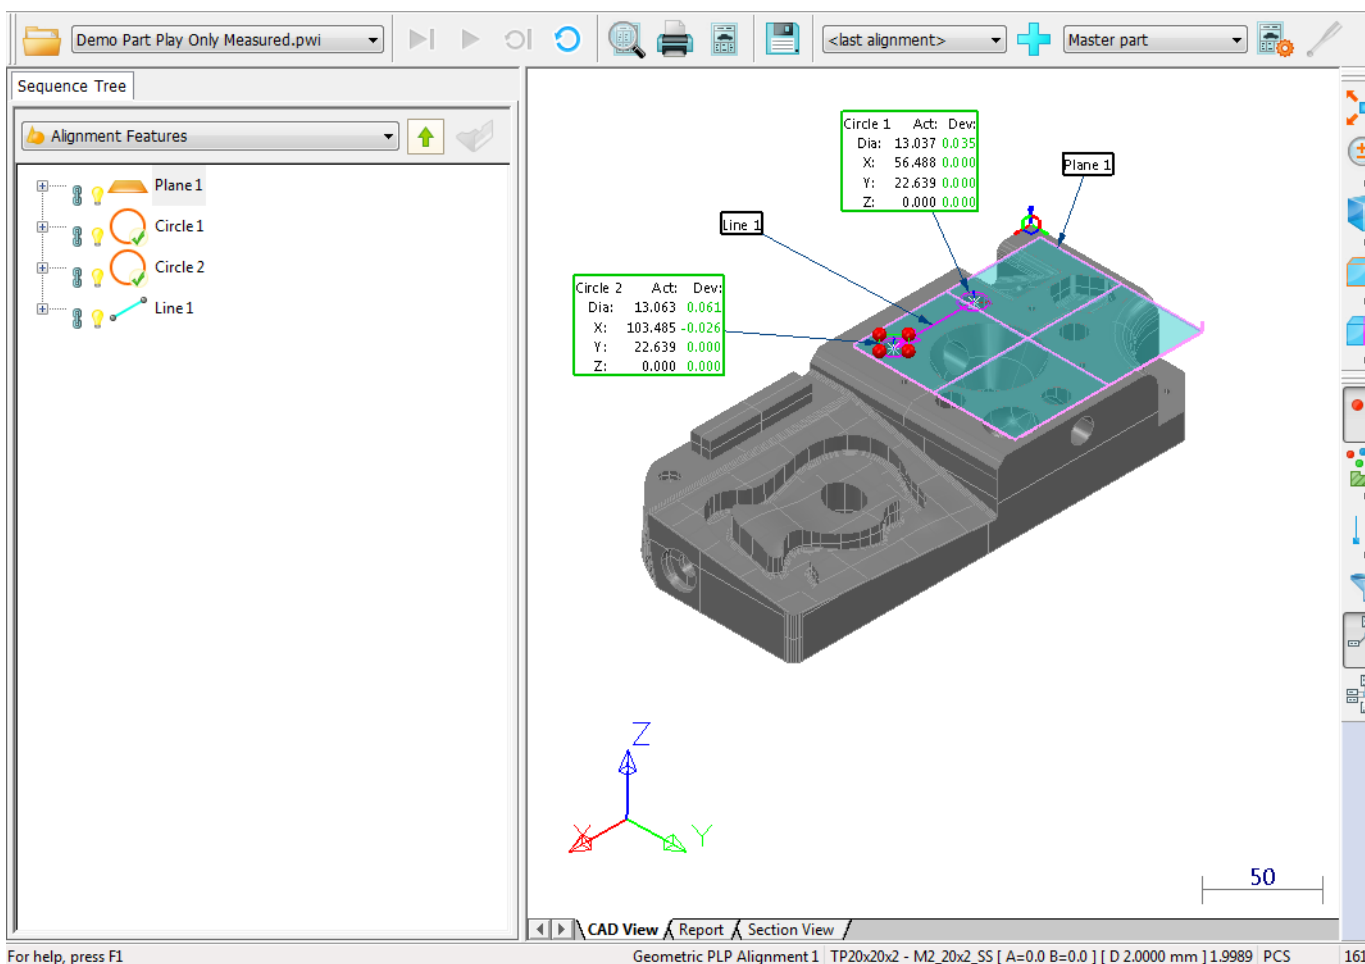 Demo Part Play Only Measured.pwi
<last alignment>
Master part
Sequence Tree
Alignment Features
Plane 1
Circle 1
Circle 2
Line 1
Circle 1 Act: Dev:
Dia: 13.037 0.035
X: 56.488 0.000
Y: 22.639 0.000
Z: 0.000 0.000
Plane 1
Line 1
Circle 2 Act: Dev:
Dia: 13.063 0.061
X: 103.485 -0.026
Y: 22.639 0.000
Z: 0.000 0.000
Z
X Y
50
CAD View Report Section View
For help, press F1 Geometric PLP Alignment 1 TP20x20x2 - M2_20x2_SS [ A=0.0 B=0.0 ] [ D 2.0000 mm ] 1.9989 PCS 161